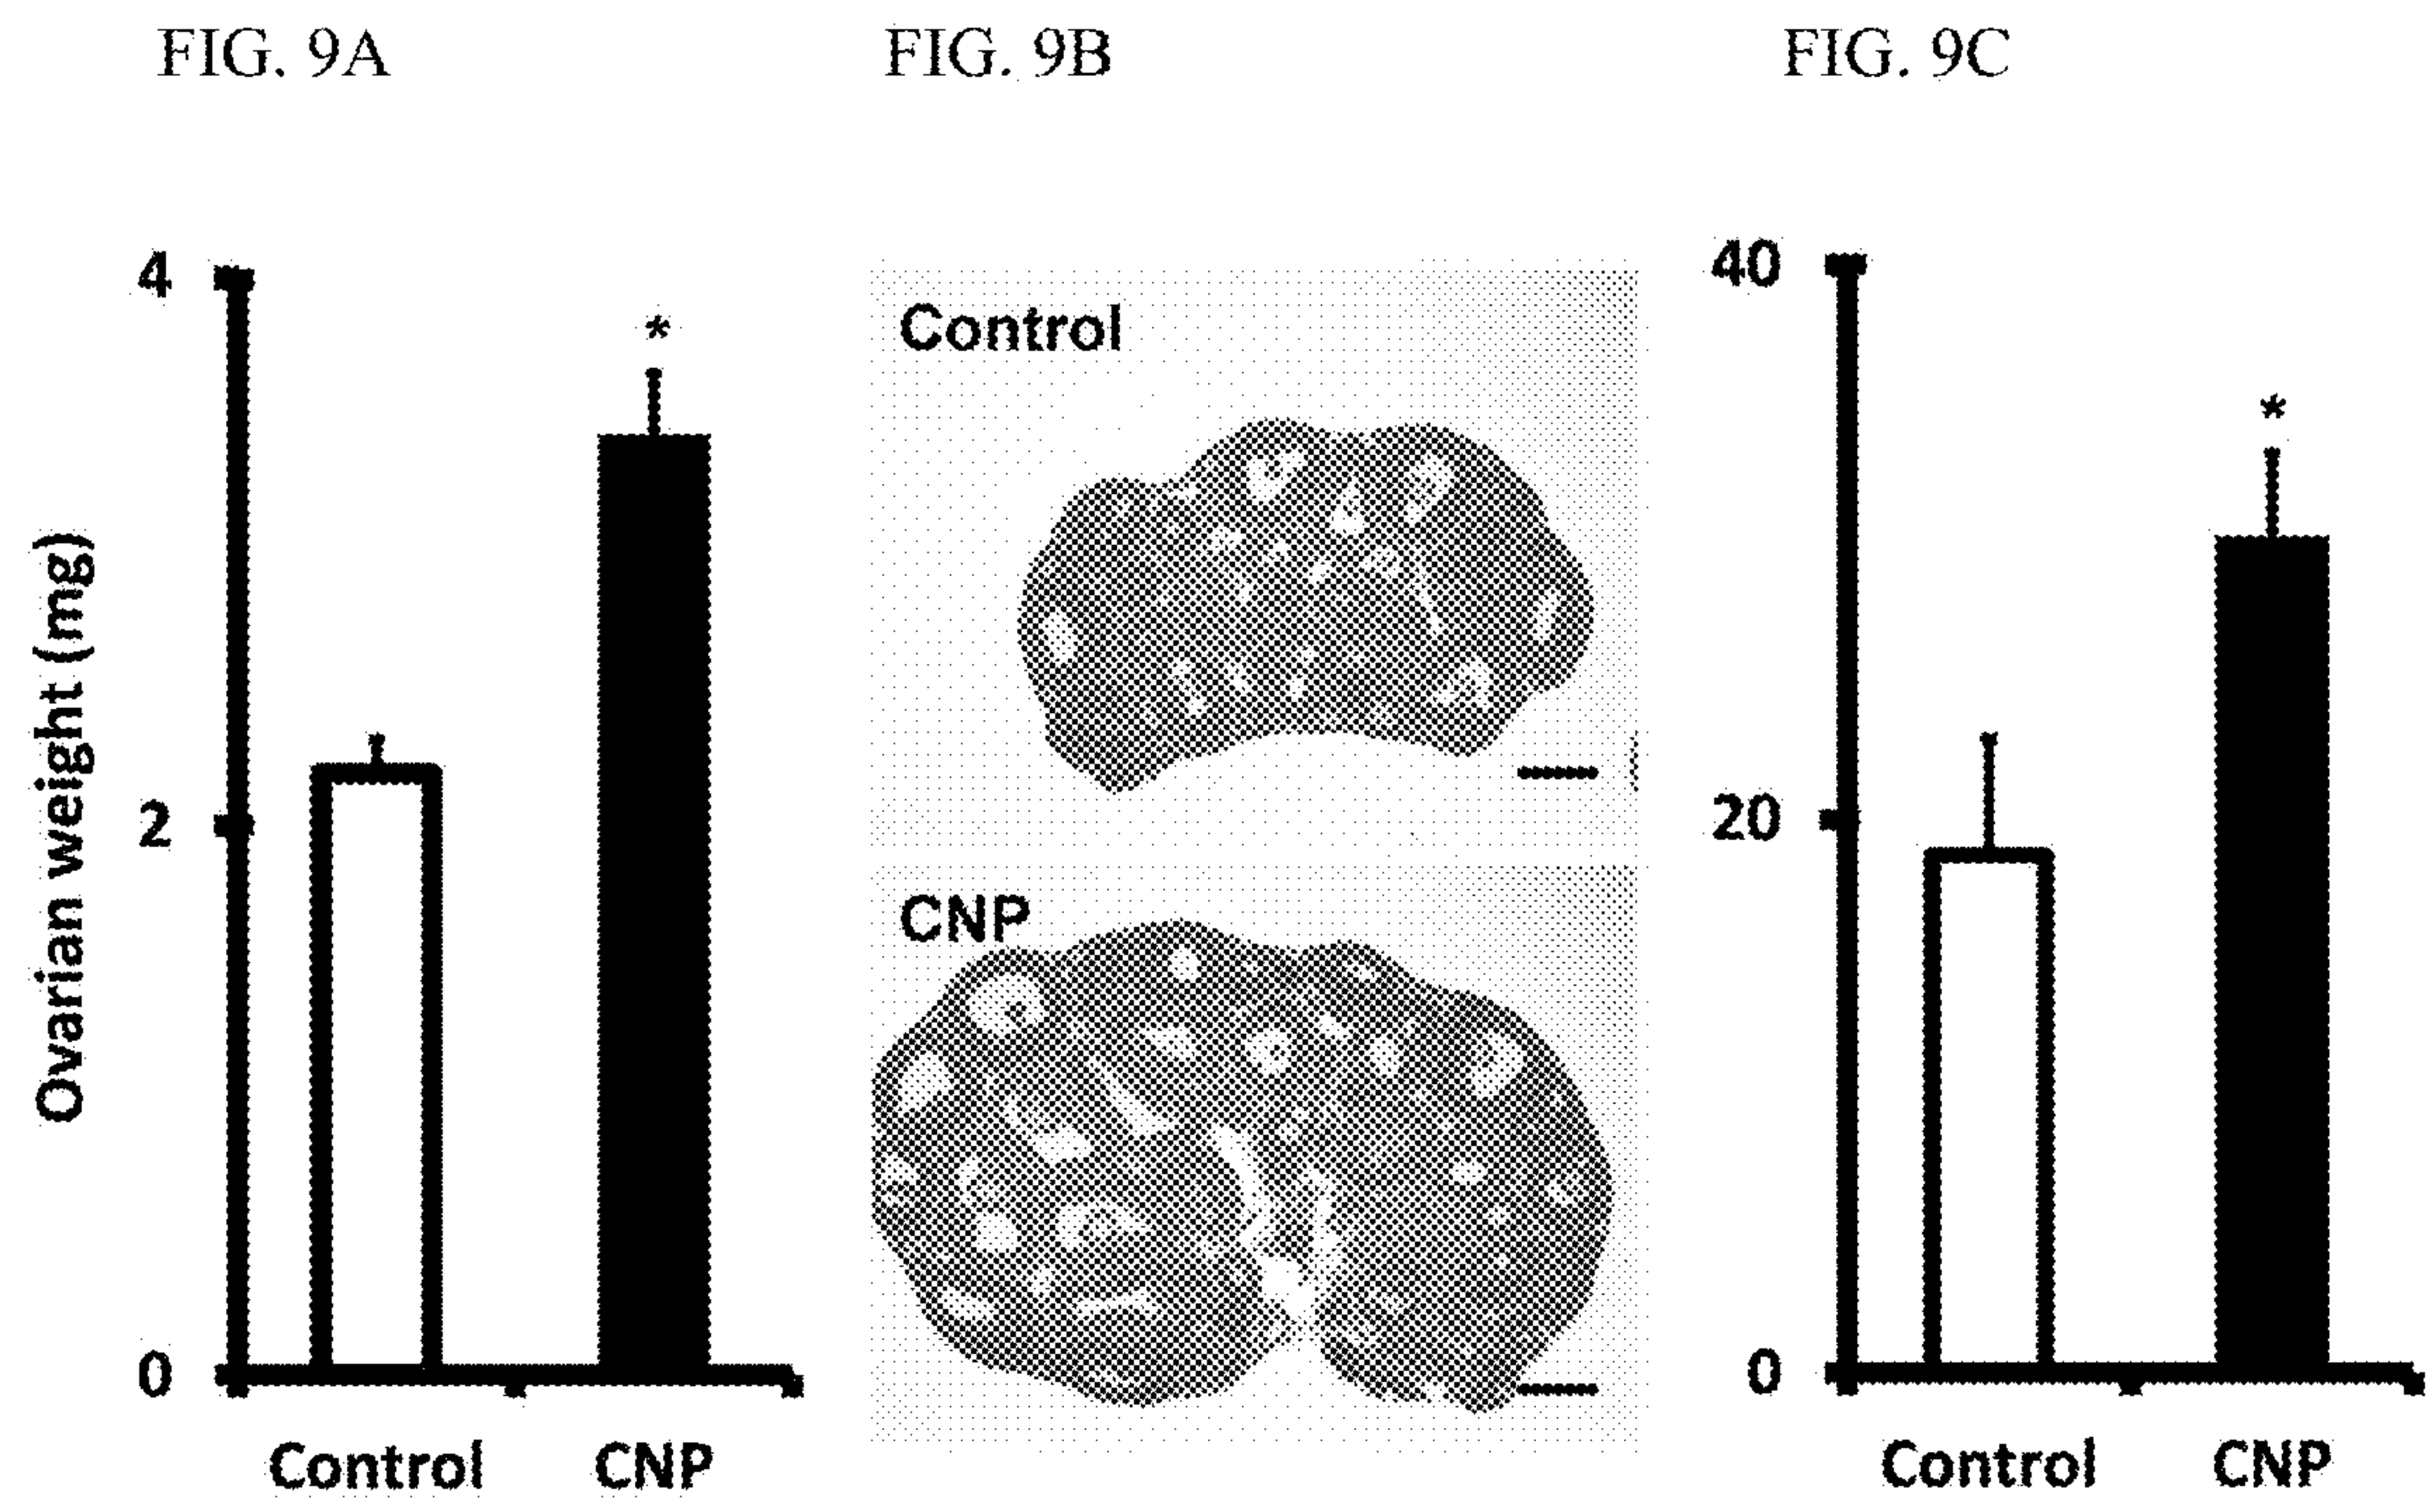 FIG. 9A
FIG. 9B
FIG. 9C
Ovarian weight (mg)
4
*
2
0
Control
CNP
Control
CNP
40
*
20
0
Control
CNP